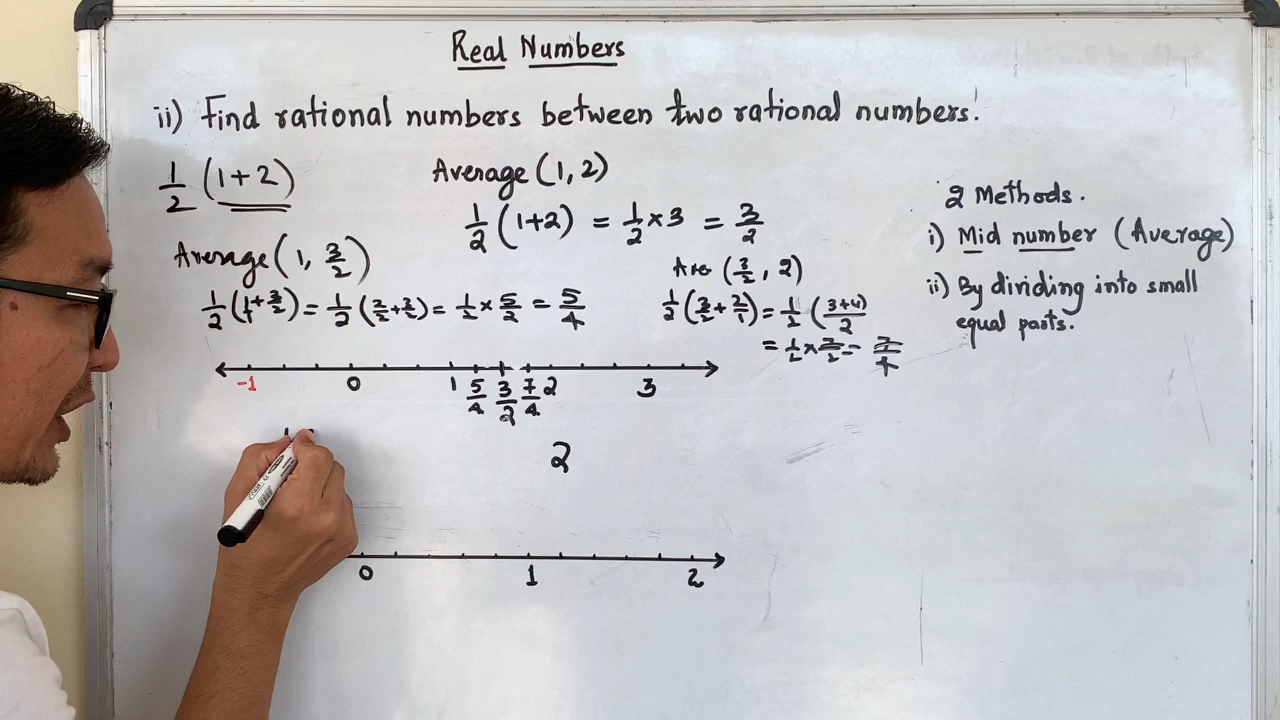 Real Numbers
ii) Find rational numbers between two rational numbers.
1/2 (1+2)
Average (1, 2)
1/2 (1+2) = 1/2 × 3 = 3/2
2 Methods.
i) Mid number (Average)
ii) By dividing into small
equal parts.
Average (1, 3/2)
1/2 (1/1 + 3/2) = 1/2 (2/2 + 3/2) = 1/2 × 5/2 = 5/4
Ave (3/2, 2)
1/2 (3/2 + 2/1) = 1/2 (3+4)/2
= 1/2 × 7/2 = 7/4
-1 0 1 5/4 3/2 7/4 2 3
2
0 1 2